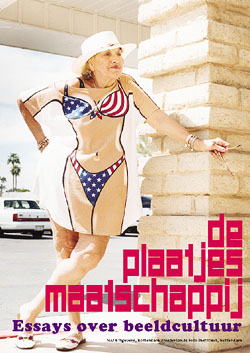 de
plaatjes
maatschappij
Essays over beeldcultuur